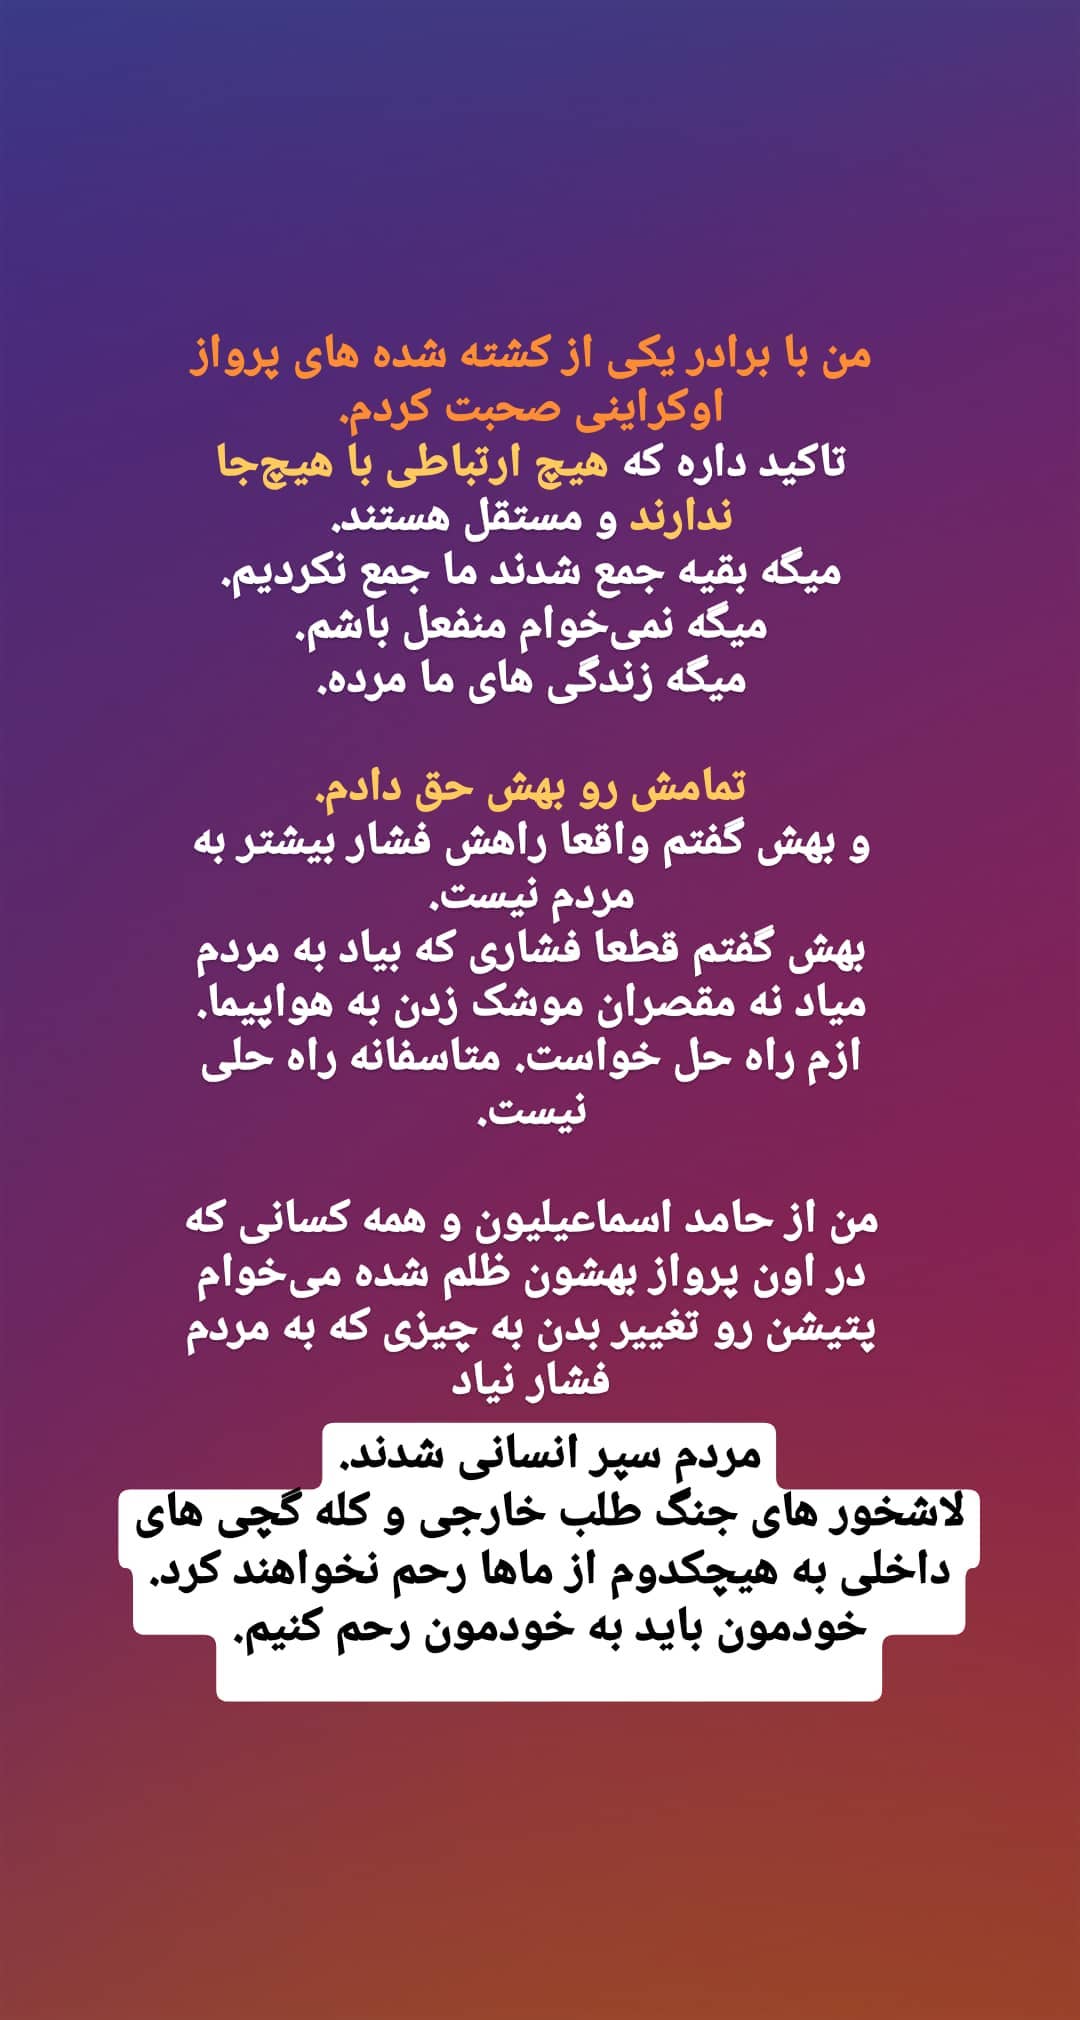 من با برادر یکی از کشته شده های پرواز
اوکراینی صحبت کردم.
تاکید داره که هیچ ارتباطی با هیچ‌جا
ندارند و مستقل هستند.
میگه بقیه جمع شدند ما جمع نکردیم.
میگه نمی‌خوام منفعل باشم.
میگه زندگی های ما مرده.
تمامش رو بهش حق دادم.
و بهش گفتم واقعا راهش فشار بیشتر به
مردم نیست.
بهش گفتم قطعا فشاری که بیاد به مردم
میاد نه مقصران موشک زدن به هواپیما.
ازم راه حل خواست. متاسفانه راه حلی
نیست.
من از حامد اسماعیلیون و همه کسانی که
در اون پرواز بهشون ظلم شده می‌خوام
پتیشن رو تغییر بدن به چیزی که به مردم
فشار نیاد
مردم سپر انسانی شدند.
لاشخور های جنگ طلب خارجی و کله گچی های
داخلی به هیچکدوم از ماها رحم نخواهند کرد.
خودمون باید به خودمون رحم کنیم.